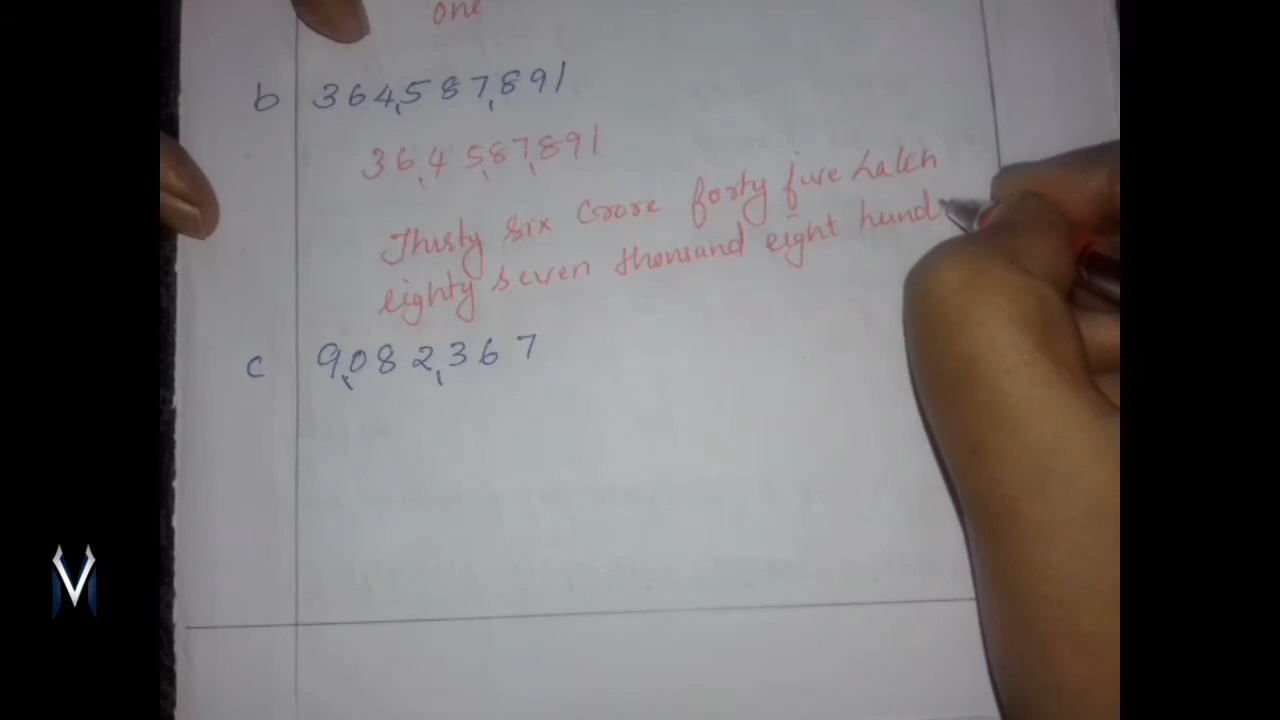 one
b 364,587,891
36,45,87,891
Thirty six Crore forty five lakh
eighty seven thousand eight hund
c 9,082,367